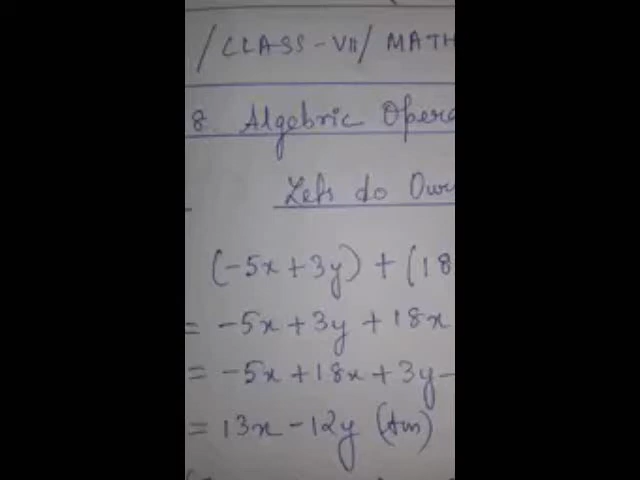 /CLASS-VII/ MATH
8. Algebric Opera
Lets do Our
(-5x+3y) + (18
= -5x+3y+18x
= -5x+18x+3y-
= 13x-12y (Ans)